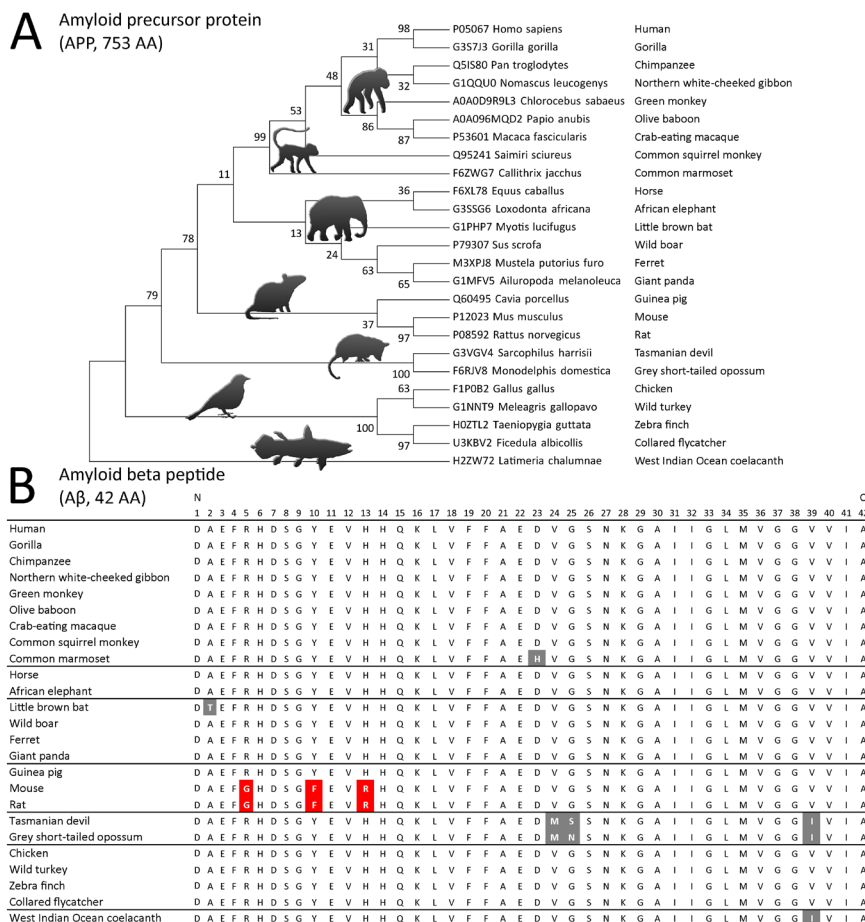 A Amyloid precursor protein
(APP, 753 AA)
98 P05067 Homo sapiens Human
31 G3S7J3 Gorilla gorilla Gorilla
Q5IS80 Pan troglodytes Chimpanzee
48 32 G1QQU0 Nomascus leucogenys Northern white-cheeked gibbon
A0A0D9R9L3 Chlorocebus sabaeus Green monkey
53 A0A096MQD2 Papio anubis Olive baboon
86 87 P53601 Macaca fascicularis Crab-eating macaque
99 Q95241 Saimiri sciureus Common squirrel monkey
11 F6ZWG7 Callithrix jacchus Common marmoset
36 F6XL78 Equus caballus Horse
G3SSG6 Loxodonta africana African elephant
13 G1PHP7 Myotis lucifugus Little brown bat
78 24 P79307 Sus scrofa Wild boar
63 M3XPJ8 Mustela putorius furo Ferret
65 G1MFV5 Ailuropoda melanoleuca Giant panda
79 Q60495 Cavia porcellus Guinea pig
37 P12023 Mus musculus Mouse
97 P08592 Rattus norvegicus Rat
G3VGV4 Sarcophilus harrisii Tasmanian devil
100 F6RJV8 Monodelphis domestica Grey short-tailed opossum
63 F1P0B2 Gallus gallus Chicken
G1NNT9 Meleagris gallopavo Wild turkey
100 H0ZTL2 Taeniopygia guttata Zebra finch
97 U3KBV2 Ficedula albicollis Collared flycatcher
H2ZW72 Latimeria chalumnae West Indian Ocean coelacanth
B Amyloid beta peptide
(Aβ, 42 AA)
N C
1 2 3 4 5 6 7 8 9 10 11 12 13 14 15 16 17 18 19 20 21 22 23 24 25 26 27 28 29 30 31 32 33 34 35 36 37 38 39 40 41 42
Human D A E F R H D S G Y E V H H Q K L V F F A E D V G S N K G A I I G L M V G G V V I A
Gorilla D A E F R H D S G Y E V H H Q K L V F F A E D V G S N K G A I I G L M V G G V V I A
Chimpanzee D A E F R H D S G Y E V H H Q K L V F F A E D V G S N K G A I I G L M V G G V V I A
Northern white-cheeked gibbon D A E F R H D S G Y E V H H Q K L V F F A E D V G S N K G A I I G L M V G G V V I A
Green monkey D A E F R H D S G Y E V H H Q K L V F F A E D V G S N K G A I I G L M V G G V V I A
Olive baboon D A E F R H D S G Y E V H H Q K L V F F A E D V G S N K G A I I G L M V G G V V I A
Crab-eating macaque D A E F R H D S G Y E V H H Q K L V F F A E D V G S N K G A I I G L M V G G V V I A
Common squirrel monkey D A E F R H D S G Y E V H H Q K L V F F A E D V G S N K G A I I G L M V G G V V I A
Common marmoset D A E F R H D S G Y E V H H Q K L V F F A E H V G S N K G A I I G L M V G G V V I A
Horse D A E F R H D S G Y E V H H Q K L V F F A E D V G S N K G A I I G L M V G G V V I A
African elephant D A E F R H D S G Y E V H H Q K L V F F A E D V G S N K G A I I G L M V G G V V I A
Little brown bat D T E F R H D S G Y E V H H Q K L V F F A E D V G S N K G A I I G L M V G G V V I A
Wild boar D A E F R H D S G Y E V H H Q K L V F F A E D V G S N K G A I I G L M V G G V V I A
Ferret D A E F R H D S G Y E V H H Q K L V F F A E D V G S N K G A I I G L M V G G V V I A
Giant panda D A E F R H D S G Y E V H H Q K L V F F A E D V G S N K G A I I G L M V G G V V I A
Guinea pig D A E F R H D S G Y E V H H Q K L V F F A E D V G S N K G A I I G L M V G G V V I A
Mouse D A E F G H D S G F E V R H Q K L V F F A E D V G S N K G A I I G L M V G G V V I A
Rat D A E F G H D S G F E V R H Q K L V F F A E D V G S N K G A I I G L M V G G V V I A
Tasmanian devil D A E F R H D S G Y E V H H Q K L V F F A E D M S S N K G A I I G L M V G G I V I A
Grey short-tailed opossum D A E F R H D S G Y E V H H Q K L V F F A E D M N S N K G A I I G L M V G G I V I A
Chicken D A E F R H D S G Y E V H H Q K L V F F A E D V G S N K G A I I G L M V G G V V I A
Wild turkey D A E F R H D S G Y E V H H Q K L V F F A E D V G S N K G A I I G L M V G G V V I A
Zebra finch D A E F R H D S G Y E V H H Q K L V F F A E D V G S N K G A I I G L M V G G V V I A
Collared flycatcher D A E F R H D S G Y E V H H Q K L V F F A E D V G S N K G A I I G L M V G G V V I A
West Indian Ocean coelacanth D A E F R H D S G Y E V H H Q K L V F F A E D V G S N K G A I I G L M V G G I V I A